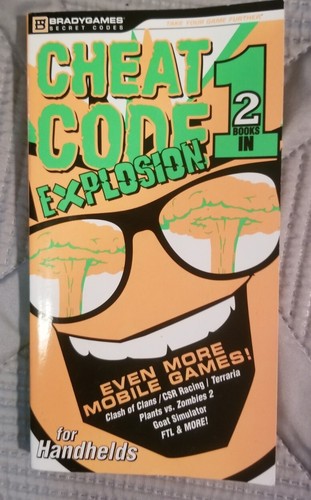 BRADYGAMES®
SECRET CODES
TAKE YOUR GAME FURTHER®
CHEAT
CODE
EXPLOSION!
2
BOOKS
IN
1
EVEN MORE
MOBILE GAMES!
Clash of Clans / CSR Racing / Terraria
Plants vs. Zombies 2
Goat Simulator
FTL & MORE!
for
Handhelds